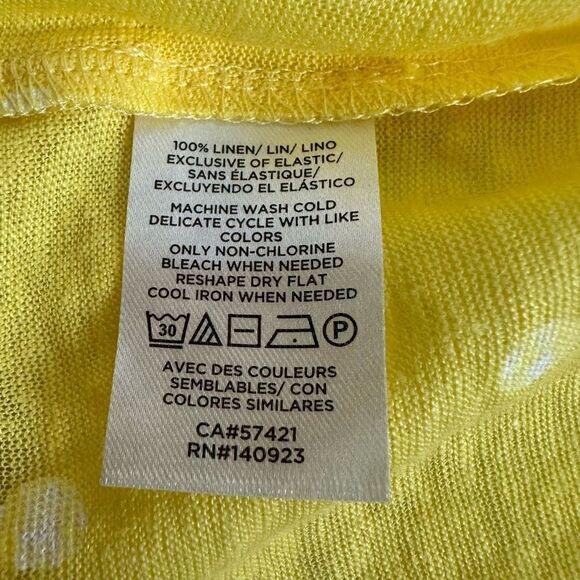 100% LINEN/ LIN/ LINO
EXCLUSIVE OF ELASTIC/
SANS ÉLASTIQUE/
EXCLUYENDO EL ELÁSTICO
MACHINE WASH COLD
DELICATE CYCLE WITH LIKE
COLORS
ONLY NON-CHLORINE
BLEACH WHEN NEEDED
RESHAPE DRY FLAT
COOL IRON WHEN NEEDED
30 P
AVEC DES COULEURS
SEMBLABLES/ CON
COLORES SIMILARES
CA#57421
RN#140923